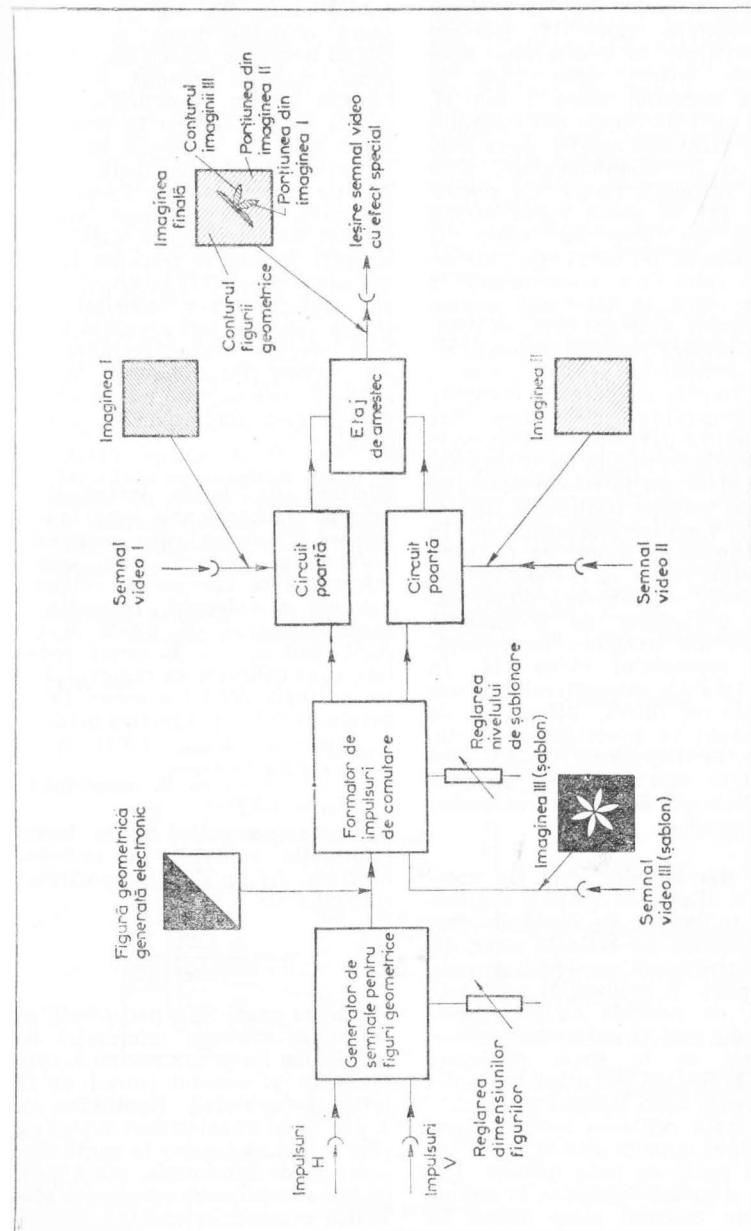 Impulsuri
H
Impulsuri
V
Generator de
semnale pentru
figuri geometrice
Reglarea
dimensiunilor
figurilor
Figură geometrică
generată electronic
Formator de
impulsuri
de comutare
Reglarea
nivelului
de șablonare
Imaginea III (șablon)
Semnal
video III (șablon)
Semnal
video I
Imaginea I
Circuit
poartă
Circuit
poartă
Semnal
video II
Imaginea II
Etaj
de amestec
Imaginea
finală
Conturul
imaginii III
Porțiunea din
imaginea II
Porțiunea din
imaginea I
Conturul
figurii
geometrice
Ieșire semnal video
cu efect special